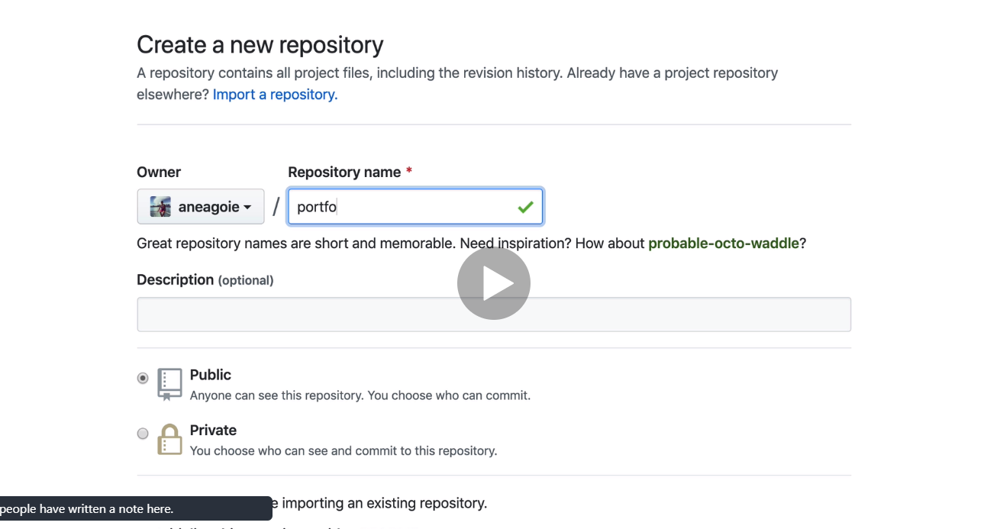 Create a new repository
A repository contains all project files, including the revision history. Already have a project repository
elsewhere? Import a repository.
Owner
Repository name *
aneagoie
/
portfo
Great repository names are short and memorable. Need inspiration? How about probable-octo-waddle?
Description (optional)
Public
Anyone can see this repository. You choose who can commit.
Private
You choose who can see and commit to this repository.
people have written a note here.
importing an existing repository.